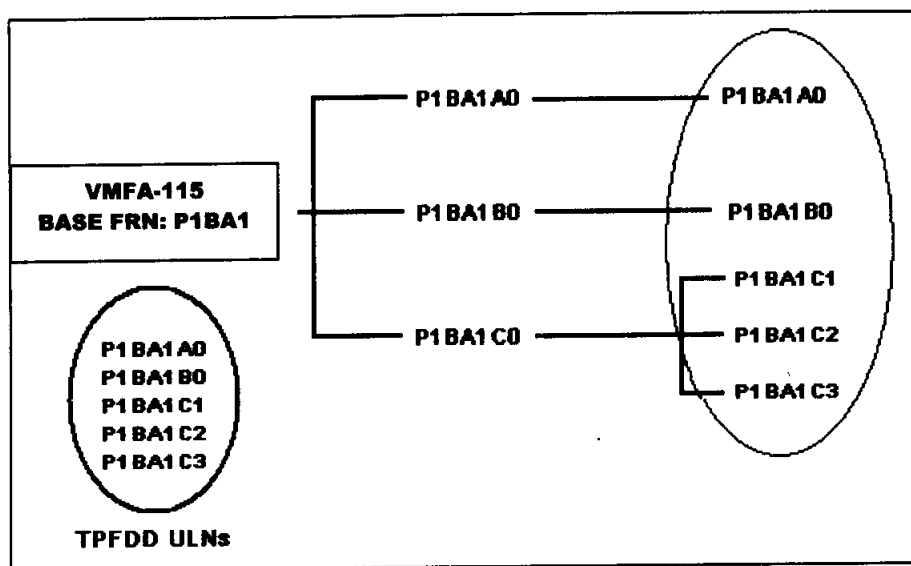 VMFA-115
BASE FRN: P1BA1
P1BA1A0
P1BA1B0
P1BA1C0
P1BA1A0
P1BA1B0
P1BA1C1
P1BA1C2
P1BA1C3
P1BA1A0
P1BA1B0
P1BA1C1
P1BA1C2
P1BA1C3
TPFDD ULNs